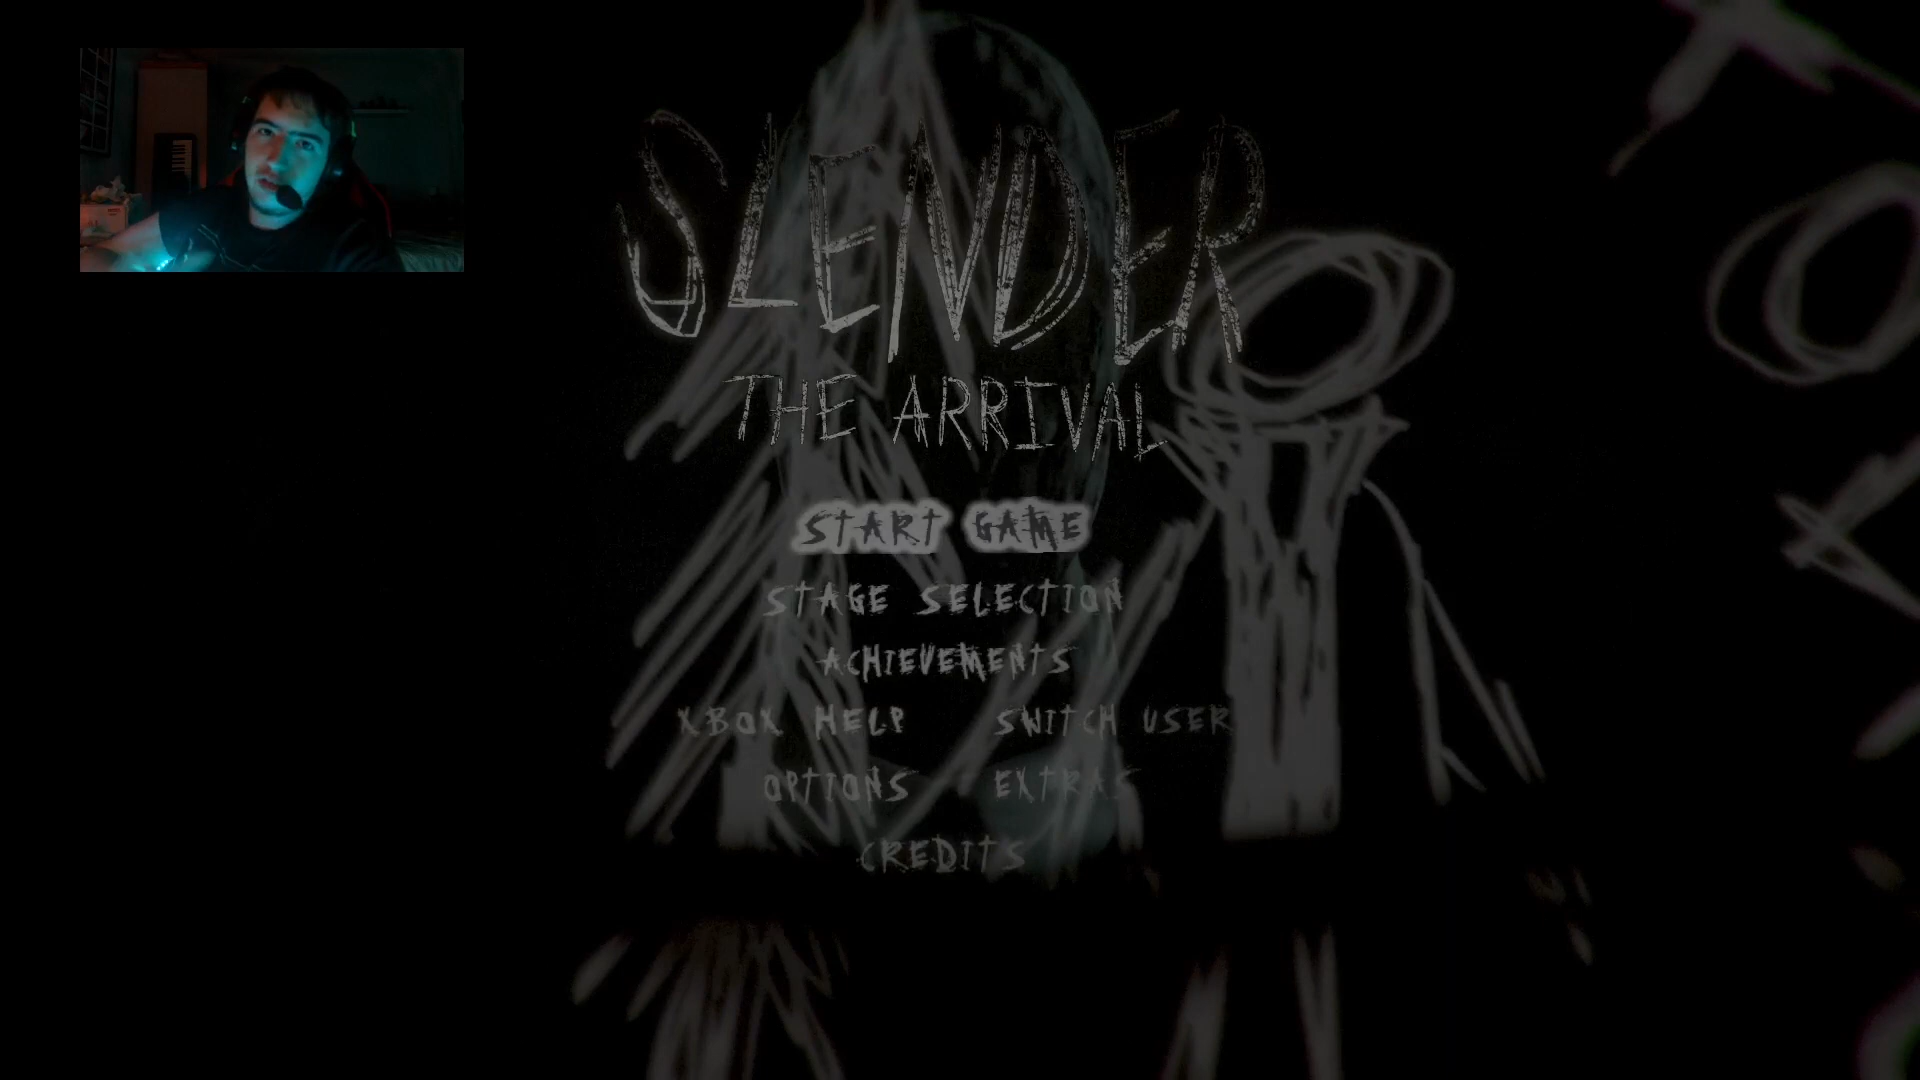 SLENDER
THE ARRIVAL
START GAME
STAGE SELECTION
ACHIEVEMENTS
XBOX HELP SWITCH USER
OPTIONS EXTRAS
CREDITS